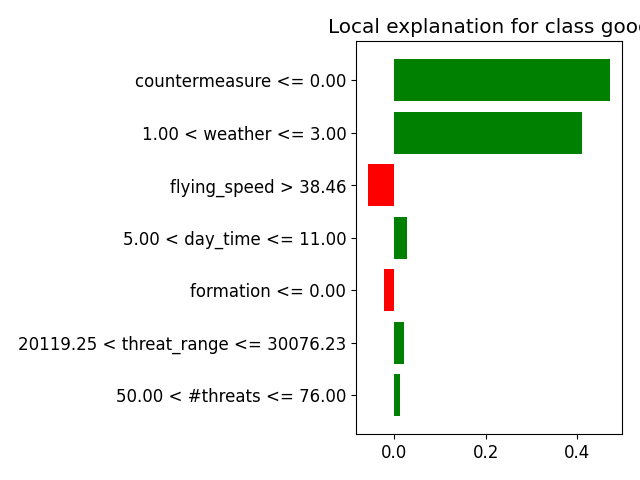 Local explanation for class good
countermeasure <= 0.00
1.00 < weather <= 3.00
flying_speed > 38.46
5.00 < day_time <= 11.00
formation <= 0.00
20119.25 < threat_range <= 30076.23
50.00 < #threats <= 76.00
0.0 0.2 0.4